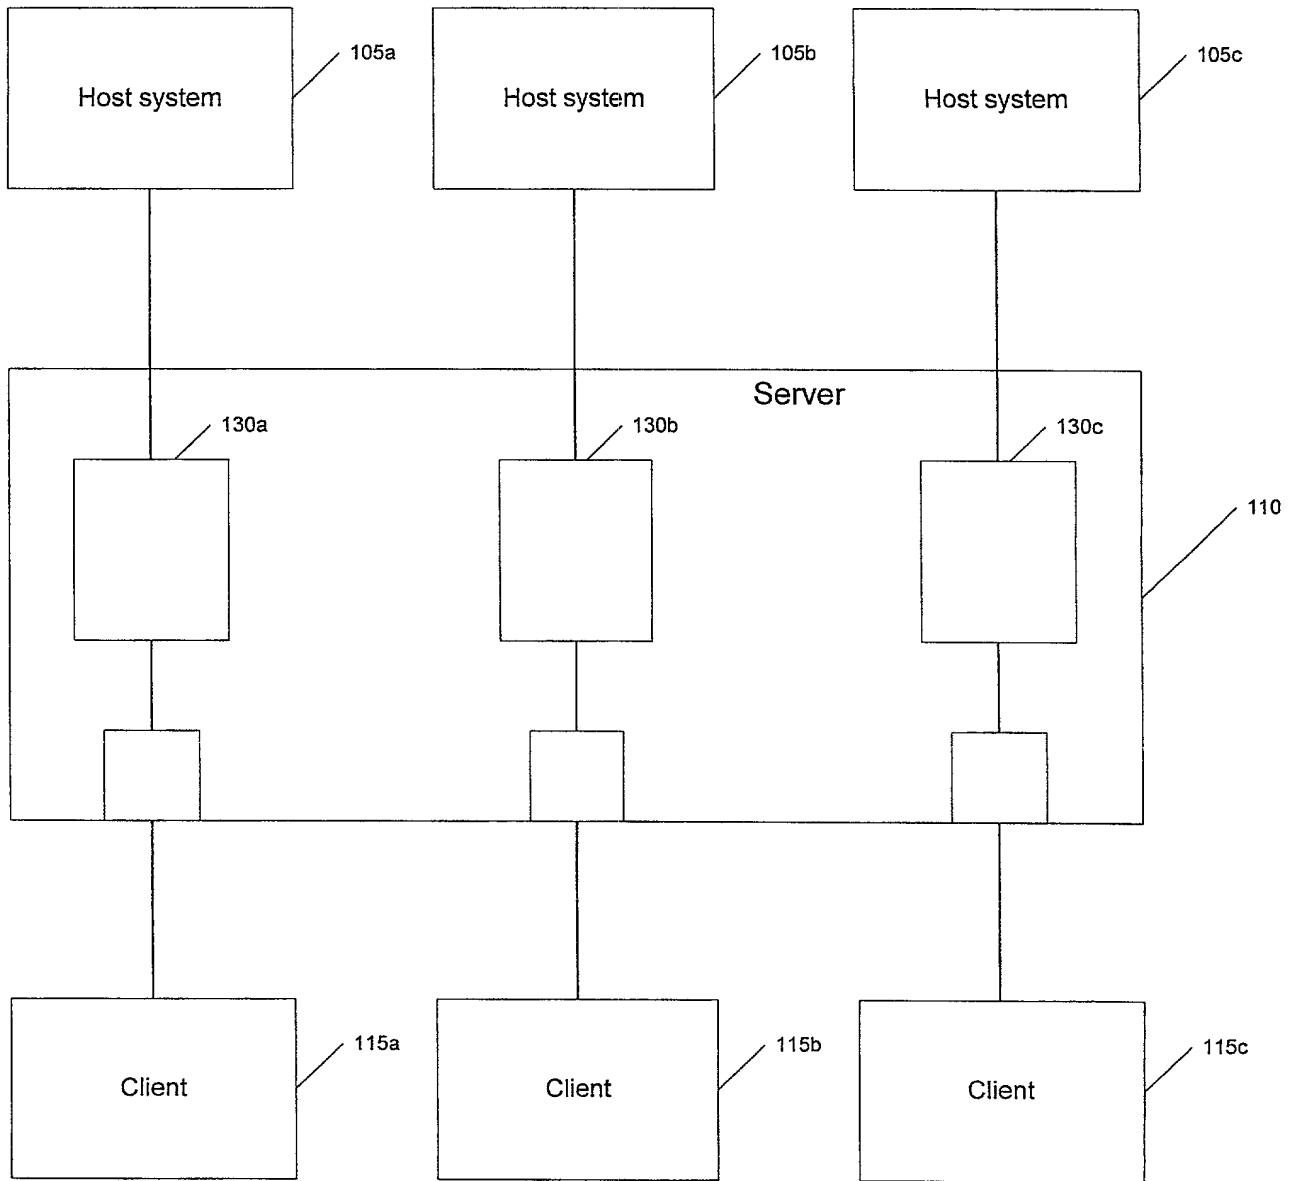 105a
105b
105c
Host system
Host system
Host system
Server
130a
130b
130c
110
115a
115b
115c
Client
Client
Client